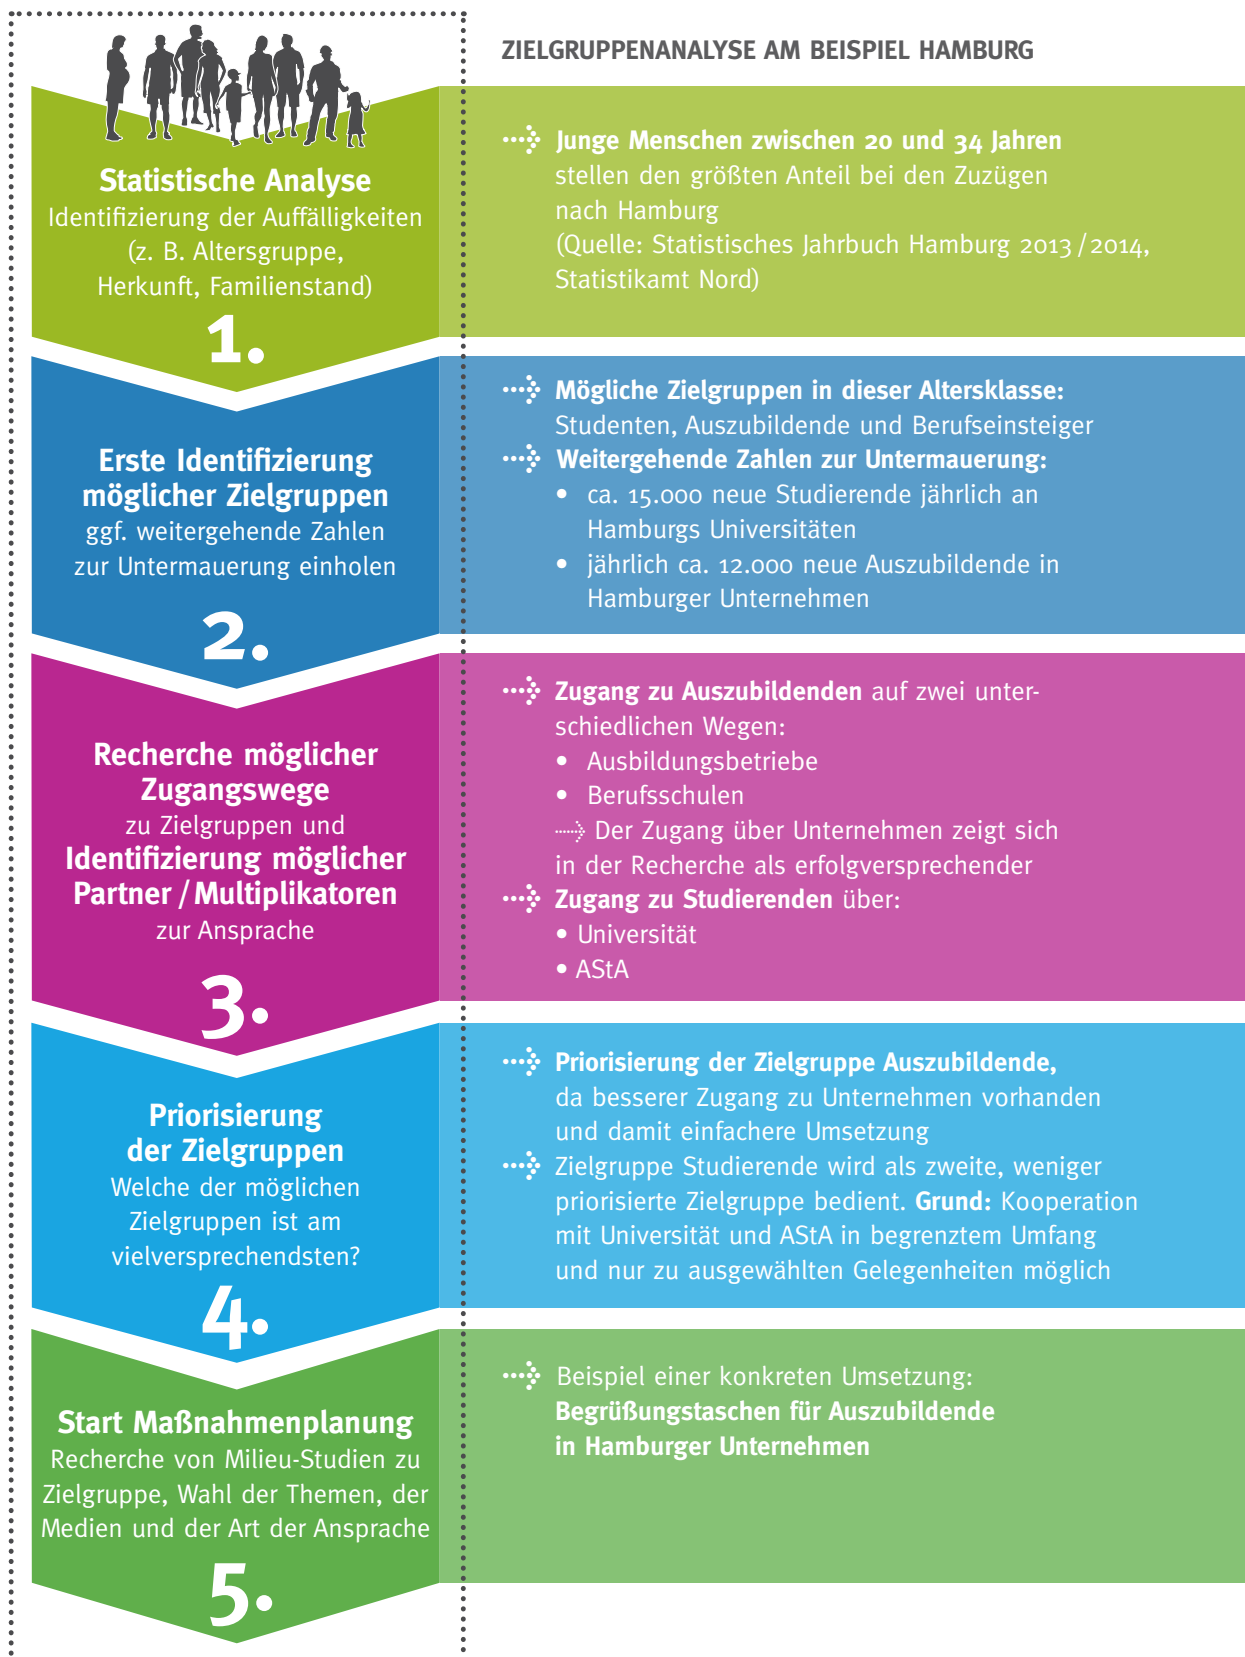 ZIELGRUPPENANALYSE AM BEISPIEL HAMBURG
Statistische Analyse
Identifizierung der Auffälligkeiten
(z. B. Altersgruppe,
Herkunft, Familienstand)
1.
Junge Menschen zwischen 20 und 34 Jahren
stellen den größten Anteil bei den Zuzügen
nach Hamburg
(Quelle: Statistisches Jahrbuch Hamburg 2013 / 2014,
Statistikamt Nord)
Erste Identifizierung
möglicher Zielgruppen
ggf. weitergehende Zahlen
zur Untermauerung einholen
2.
Mögliche Zielgruppen in dieser Altersklasse:
Studenten, Auszubildende und Berufseinsteiger
Weitergehende Zahlen zur Untermauerung:
• ca. 15.000 neue Studierende jährlich an
Hamburgs Universitäten
• jährlich ca. 12.000 neue Auszubildende in
Hamburger Unternehmen
Recherche möglicher
Zugangswege
zu Zielgruppen und
Identifizierung möglicher
Partner / Multiplikatoren
zur Ansprache
3.
Zugang zu Auszubildenden auf zwei unter-
schiedlichen Wegen:
• Ausbildungsbetriebe
• Berufsschulen
Der Zugang über Unternehmen zeigt sich
in der Recherche als erfolgversprechender
Zugang zu Studierenden über:
• Universität
• AStA
Priorisierung
der Zielgruppen
Welche der möglichen
Zielgruppen ist am
vielversprechendsten?
4.
Priorisierung der Zielgruppe Auszubildende,
da besserer Zugang zu Unternehmen vorhanden
und damit einfachere Umsetzung
Zielgruppe Studierende wird als zweite, weniger
priorisierte Zielgruppe bedient. Grund: Kooperation
mit Universität und AStA in begrenztem Umfang
und nur zu ausgewählten Gelegenheiten möglich
Start Maßnahmenplanung
Recherche von Milieu-Studien zu
Zielgruppe, Wahl der Themen, der
Medien und der Art der Ansprache
5.
Beispiel einer konkreten Umsetzung:
Begrüßungstaschen für Auszubildende
in Hamburger Unternehmen